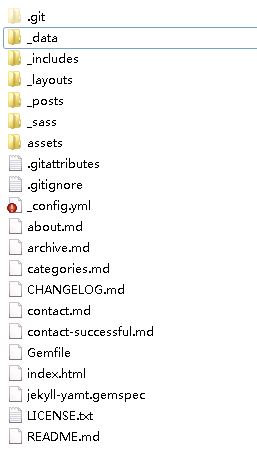 .git
_data
_includes
_layouts
_posts
_sass
assets
.gitattributes
.gitignore
_config.yml
about.md
archive.md
categories.md
CHANGELOG.md
contact.md
contact-successful.md
Gemfile
index.html
jekyll-yamt.gemspec
LICENSE.txt
README.md